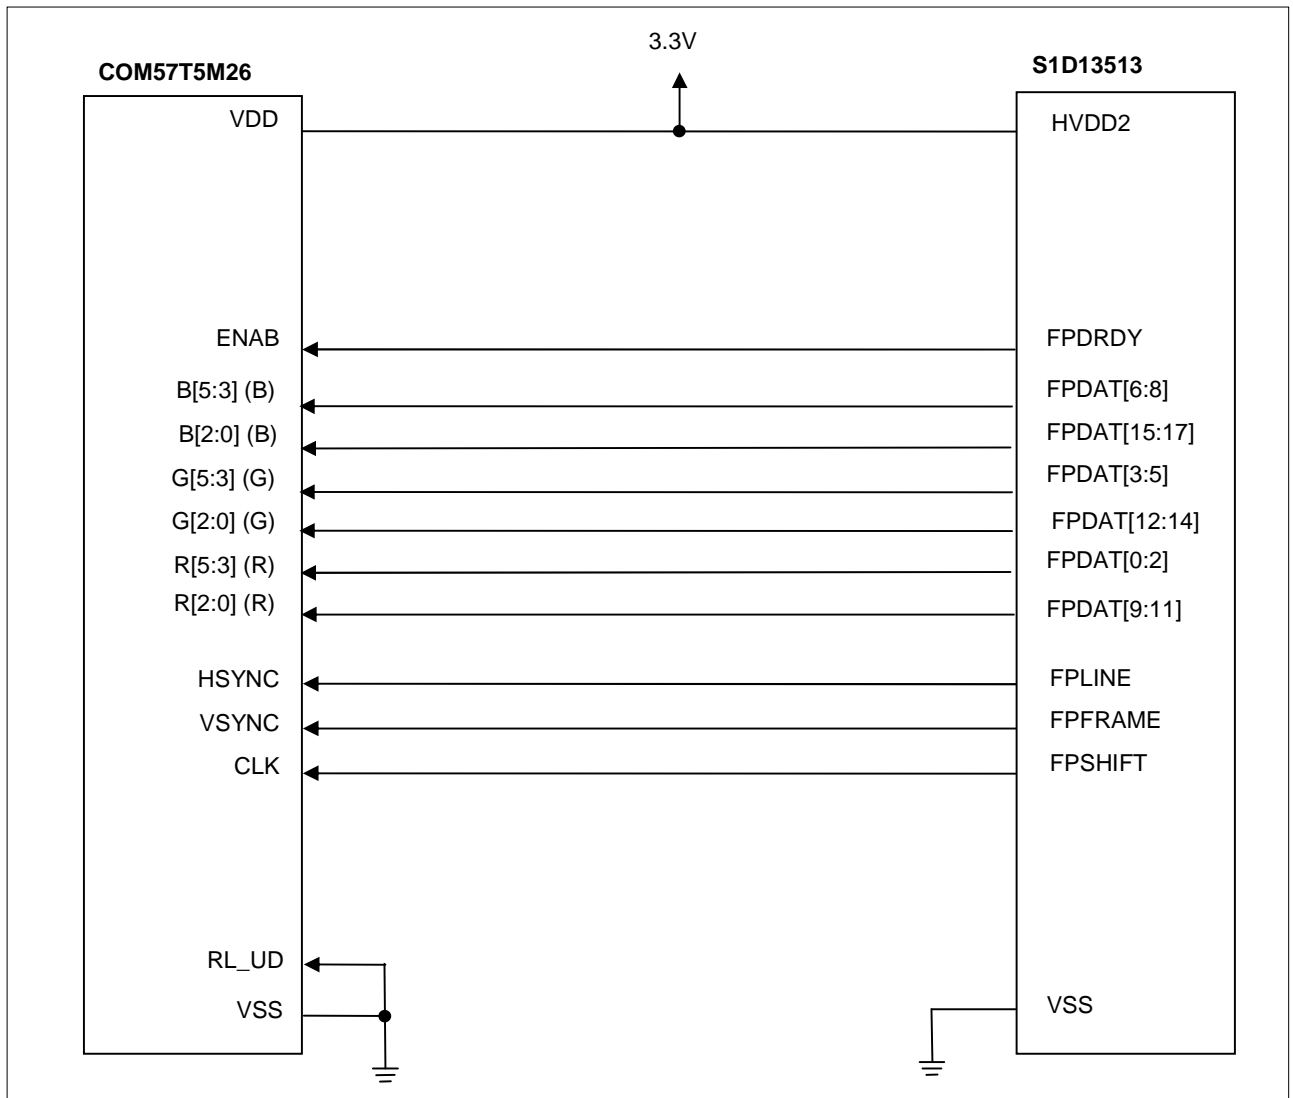 3.3V
COM57T5M26
S1D13513
VDD
HVDD2
ENAB
FPDRDY
B[5:3] (B)
FPDAT[6:8]
B[2:0] (B)
FPDAT[15:17]
G[5:3] (G)
FPDAT[3:5]
G[2:0] (G)
FPDAT[12:14]
R[5:3] (R)
FPDAT[0:2]
R[2:0] (R)
FPDAT[9:11]
HSYNC
FPLINE
VSYNC
FPFRAME
CLK
FPSHIFT
RL_UD
VSS
VSS